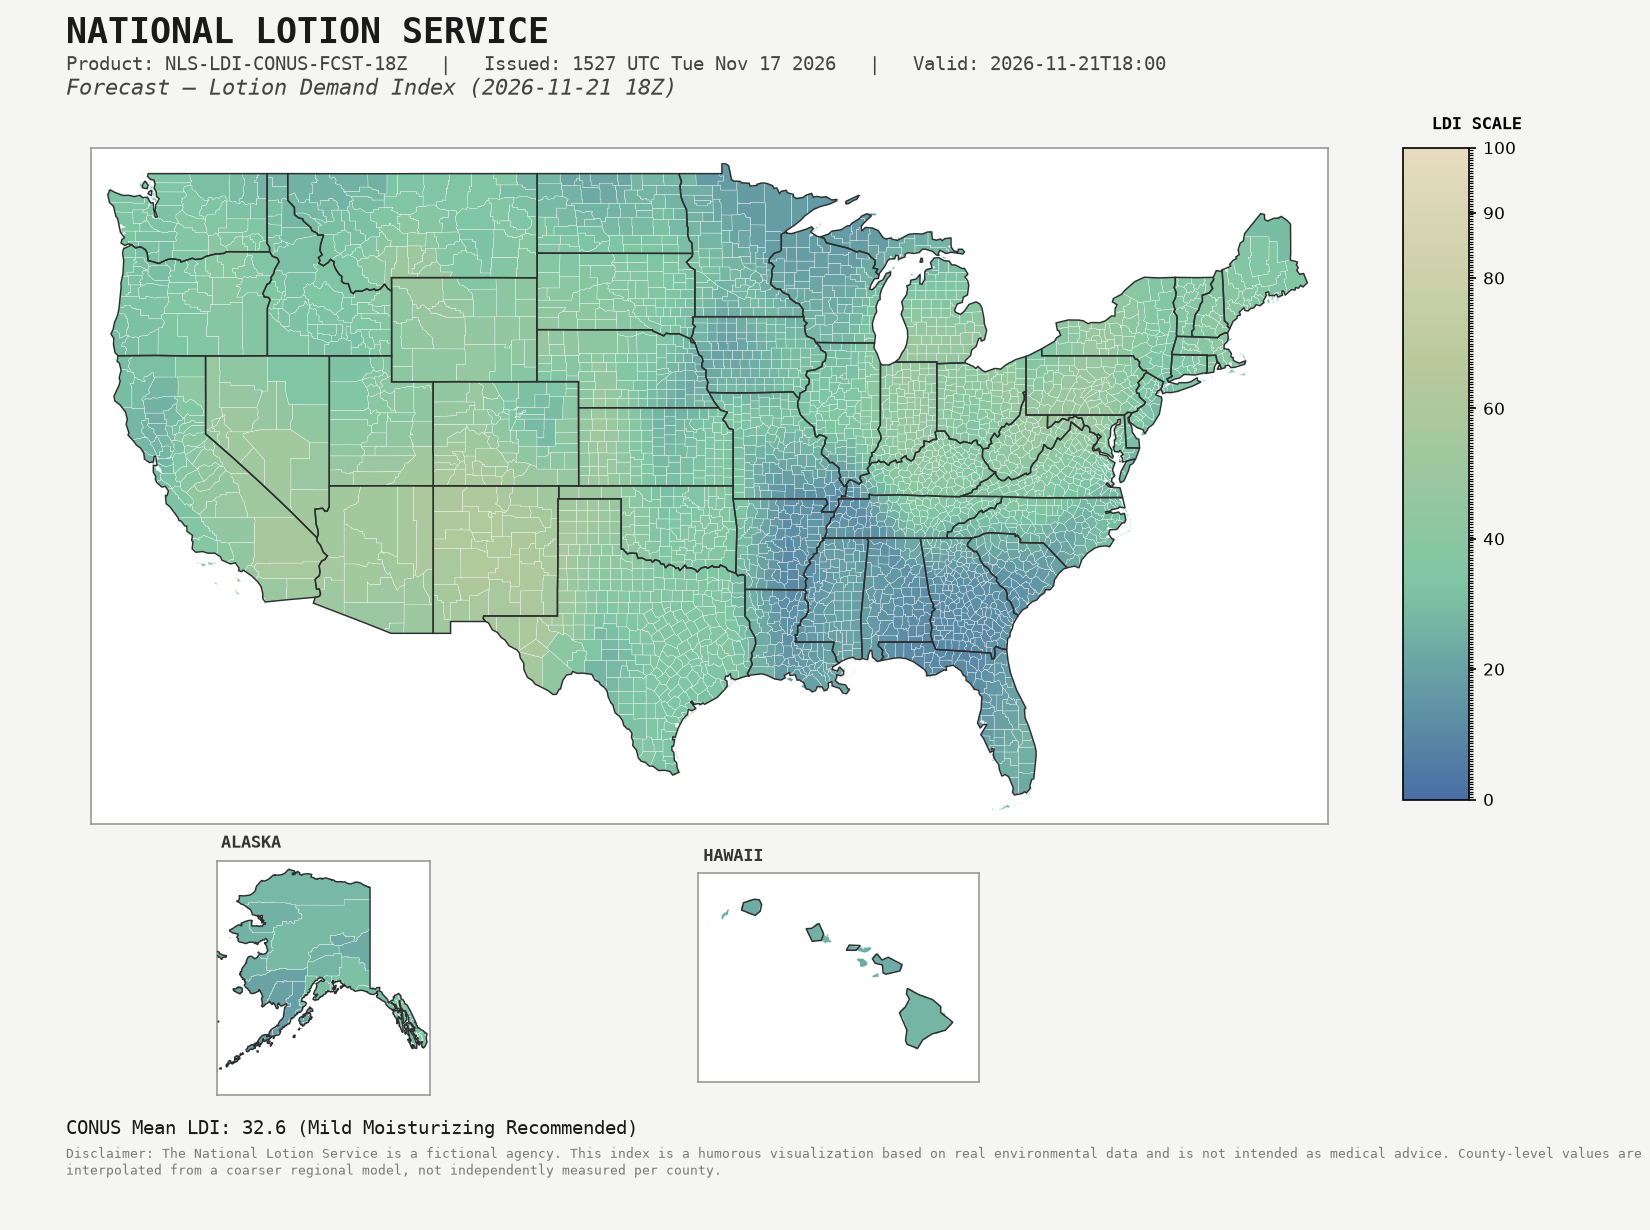 NATIONAL LOTION SERVICE
Product: NLS-LDI-CONUS-FCST-18Z | Issued: 1527 UTC Tue Nov 17 2026 | Valid: 2026-11-21T18:00
Forecast — Lotion Demand Index (2026-11-21 18Z)
LDI SCALE
100
90
80
60
40
20
0
ALASKA
HAWAII
CONUS Mean LDI: 32.6 (Mild Moisturizing Recommended)
Disclaimer: The National Lotion Service is a fictional agency. This index is a humorous visualization based on real environmental data and is not intended as medical advice. County-level values are
interpolated from a coarser regional model, not independently measured per county.